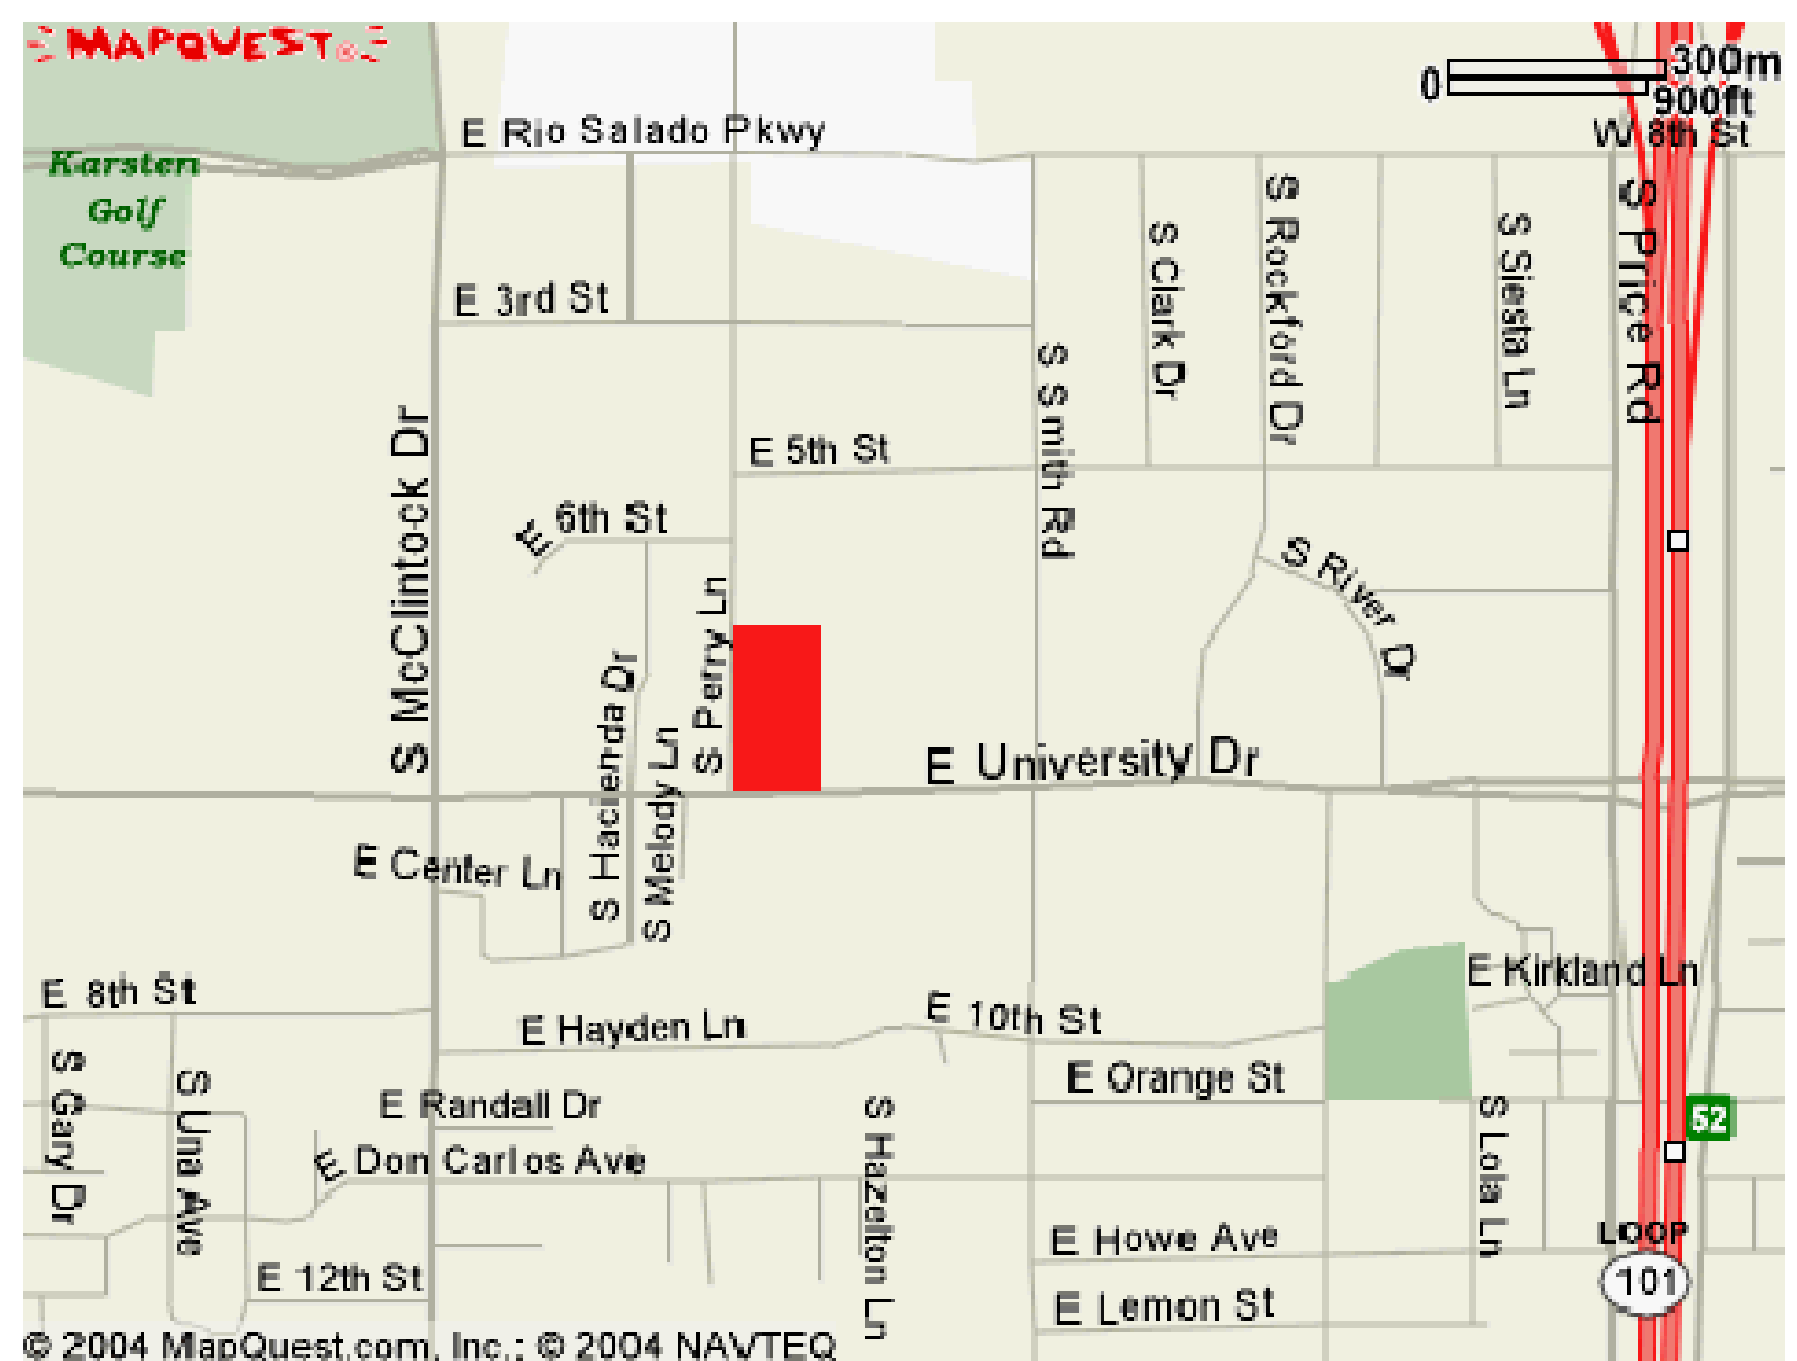 MAPQUEST®
300m
0
900ft
E Rio Salado Pkwy
W 8th St
Karsten
Golf
Course
S Price Rd
S Rockford Dr
S Siesta Ln
S Clark Dr
E 3rd St
S Smith Rd
S McClintock Dr
E 5th St
E 6th St
S River Dr
S Perry Ln
S Hacienda Dr
S Melody Ln
E University Dr
E Center Ln
E Kirkland Ln
E 8th St
E Hayden Ln
E 10th St
S Gary Dr
S Una Ave
E Orange St
E Randall Dr
S Hazelton Ln
S Lola Ln
52
E Don Carlos Ave
E Howe Ave
LOOP
101
E 12th St
E Lemon St
© 2004 MapQuest.com, Inc.; © 2004 NAVTEQ